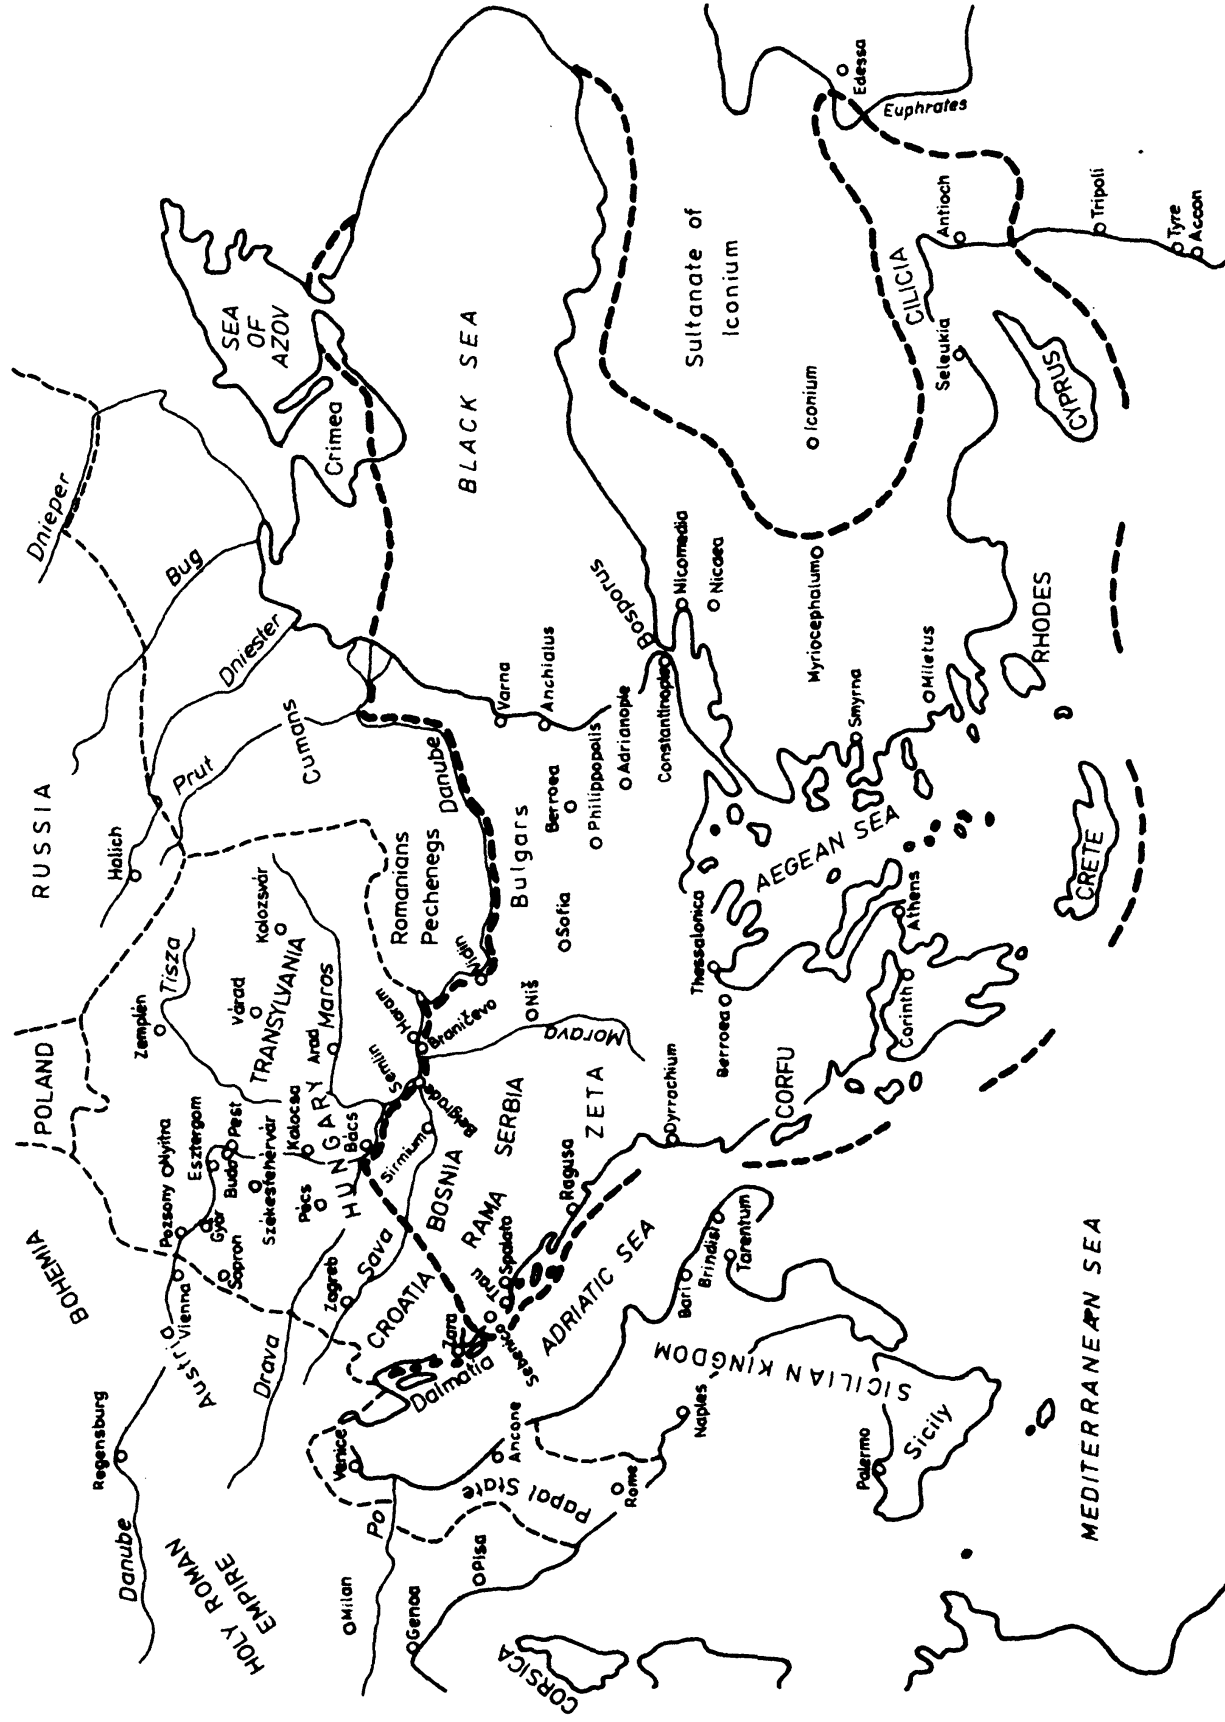 RUSSIA
POLAND
BOHEMIA
HOLY ROMAN
EMPIRE
Danube
Regensburg
Austria
Vienna
Pozsony
Nyitra
Győr
Sopron
Esztergom
Buda
Pest
Székesfehérvár
Kalocsa
Pécs
Bács
HUNGARY
Zemplén
Tisza
Várad
Kolozsvár
TRANSYLVANIA
Arad
Maros
Halich
Prut
Dniester
Bug
Dnieper
Cumans
SEA
OF
AZOV
Crimea
BLACK SEA
Romanians
Pechenegs
Danube
Bulgars
Drava
Zagreb
Sava
CROATIA
Dalmatia
Zara
Sebenico
Trau
Spalato
RAMA
BOSNIA
Sirmium
Semlin
Belgrade
Haram
Braničevo
Vidin
Niš
Morava
SERBIA
ZETA
Ragusa
Dyrrachium
Sofia
Berroea
Philippopolis
Adrianople
Varna
Anchialus
Constantinople
Bosporus
Nicomedia
Nicaea
Milan
Po
Venice
Genoa
Pisa
Ancone
Papal State
Rome
CORSICA
ADRIATIC SEA
Naples
Bari
Brindisi
Tarentum
SICILIAN KINGDOM
Palermo
Sicily
MEDITERRANEAN SEA
CORFU
Berroea
Thessalonica
Corinth
Athens
AEGEAN SEA
CRETE
Smyrna
Miletus
RHODES
Myriocephalum
Iconium
Sultanate of
Iconium
Seleukia
CILICIA
CYPRUS
Antioch
Edessa
Euphrates
Tripoli
Tyre
Accon